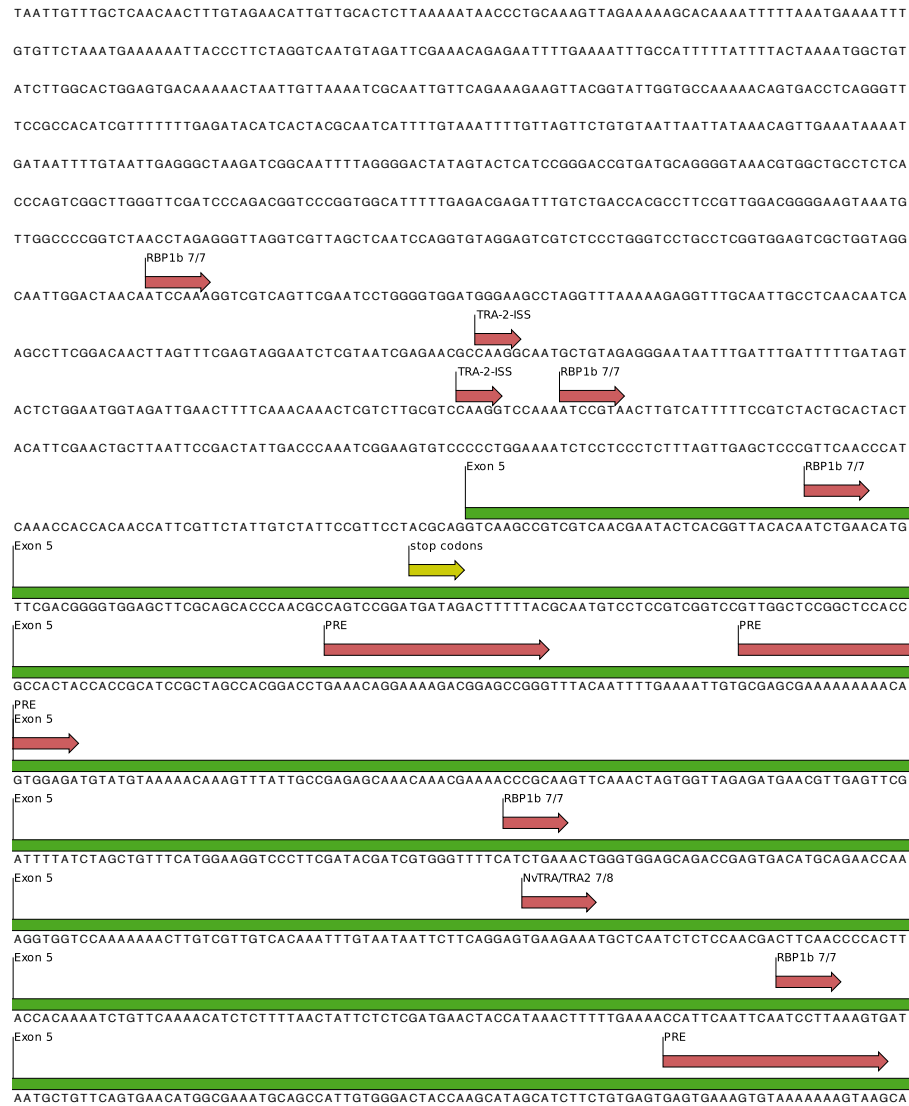 TAATTGTTTGCTCAACAACTTTGTAGAACATTGTTGCACTCTTAAAAATAACCCTGCAAAGTTAGAAAAAGCACAAAATTTTTAAATGAAAATTT
GTGTTCTAAATGAAAAAATTACCCTTCTAGGTCAATGTAGATTCGAAACAGAGAATTTTGAAAATTTGCCATTTTTATTTTACTAAAATGGCTGT
ATCTTGGCACTGGAGTGACAAAAACTAATTGTTAAAATCGCAATTGTTCAGAAAGAAGTTACGGTATTGGTGCCAAAAACAGTGACCTCAGGGTT
TCCGCCACATCGTTTTTTTGAGATACATCACTACGCAATCATTTTGTAAATTTTGTTAGTTCTGTGTAATTAATTATAAACAGTTGAAATAAAAT
GATAATTTTGTAATTGAGGGCTAAGATCGGCAATTTTAGGGGACTATAGTACTCATCCGGGACCGTGATGCAGGGGTAAACGTGGCTGCCTCTCA
CCCAGTCGGCTTGGGTTCGATCCCAGACGGTCCCGGTGGCATTTTTGAGACGAGATTTGTCTGACCACGCCTTCCGTTGGACGGGGAAGTAAATG
TTGGCCCCGGTCTAACCTAGAGGGTTAGGTCGTTAGCTCAATCCAGGTGTAGGAGTCGTCTCCCTGGGTCCTGCCTCGGTGGAGTCGCTGGTAGG
RBP1b 7/7
CAATTGGACTAACAATCCAAAGGTCGTCAGTTCGAATCCTGGGGTGGATGGGAAGCCTAGGTTTAAAAAGAGGTTTGCAATTGCCTCAACAATCA
TRA-2-ISS
AGCCTTCGGACAACTTAGTTTCGAGTAGGAATCTCGTAATCGAGAACGCCAAGGCAATGCTGTAGAGGGAATAATTTGATTTGATTTTTGATAGT
TRA-2-ISS RBP1b 7/7
ACTCTGGAATGGTAGATTGAACTTTTCAAACAAACTCGTCTTGCGTCCAAGGTCCAAAATCCGTAACTTGTCATTTTTCCGTCTACTGCACTACT
ACATTCGAACTGCTTAATTCCGACTATTGACCCAAATCGGAAGTGTCCCCCTGGAAAATCTCCTCCCTCTTTAGTTGAGCTCCCGTTCAACCCAT
Exon 5 RBP1b 7/7
CAAACCACCACAACCATTCGTTCTATTGTCTATTCCGTTCCTACGCAGGTCAAGCCGTCGTCAACGAATACTCACGGTTACACAATCTGAACATG
Exon 5 stop codons
TTCGACGGGGTGGAGCTTCGCAGCACCCAACGCCAGTCCGGATGATAGACTTTTTACGCAATGTCCTCCGTCGGTCCGTTGGCTCCGGCTCCACC
Exon 5 PRE PRE
GCCACTACCACCGCATCCGCTAGCCACGGACCTGAAACAGGAAAAGACGGAGCCGGGTTTACAATTTTGAAAATTGTGCGAGCGAAAAAAAAACA
PRE
Exon 5
GTGGAGATGTATGTAAAAACAAAGTTTATTGCCGAGAGCAAACAAACGAAAACCCGCAAGTTCAAACTAGTGGTTAGAGATGAACGTTGAGTTCG
Exon 5 RBP1b 7/7
ATTTTATCTAGCTGTTTCATGGAAGGTCCCTTCGATACGATCGTGGGTTTTCATCTGAAACTGGGTGGAGCAGACCGAGTGACATGCAGAACCAA
Exon 5 NvTRA/TRA2 7/8
AGGTGGTCCAAAAAAACTTGTCGTTGTCACAAATTTGTAATAATTCTTCAGGAGTGAAGAAATGCTCAATCTCTCCAACGACTTCAACCCCACTT
Exon 5 RBP1b 7/7
ACCACAAAATCTGTTCAAAACATCTCTTTTAACTATTCTCTCGATGAACTACCATAAACTTTTTGAAAACCATTCAATTCAATCCTTAAAGTGAT
Exon 5 PRE
AATGCTGTTCAGTGAACATGGCGAAATGCAGCCATTGTGGGACTACCAAGCATAGCATCTTCTGTGAGTGAGTGAAAGTGTAAAAAAAGTAAGCA